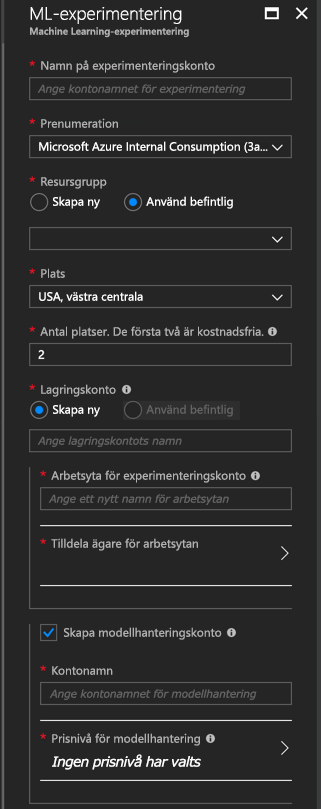 ML-experimentering
Machine Learning-experimentering
* Namn på experimenteringskonto
Ange kontonamnet för experimentering
* Prenumeration
Microsoft Azure Internal Consumption (3a...
* Resursgrupp
Skapa ny Använd befintlig
* Plats
USA, västra centrala
* Antal platser. De första två är kostnadsfria.
2
* Lagringskonto
Skapa ny Använd befintlig
Ange lagringskontots namn
* Arbetsyta för experimenteringskonto
Ange ett nytt namn för arbetsytan
* Tilldela ägare för arbetsytan
Skapa modellhanteringskonto
* Kontonamn
Ange kontonamnet för modellhantering
* Prisnivå för modellhantering
Ingen prisnivå har valts